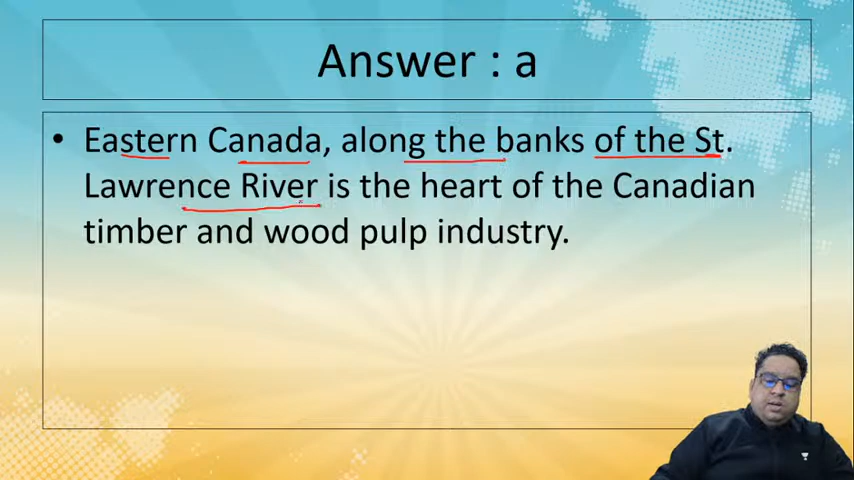 Answer : a
• Eastern Canada, along the banks of the St.
Lawrence River is the heart of the Canadian
timber and wood pulp industry.